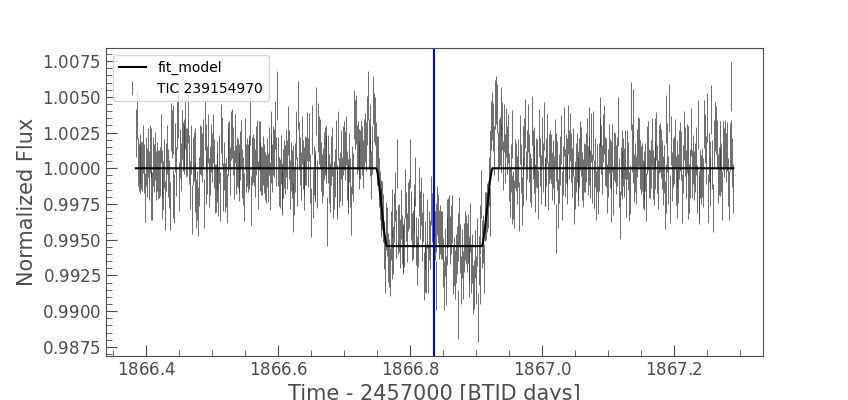 fit_model
TIC 239154970
1.0075
1.0050
1.0025
1.0000
0.9975
0.9950
0.9925
0.9900
0.9875
Normalized Flux
1866.4 1866.6 1866.8 1867.0 1867.2
Time - 2457000 [BTJD days]